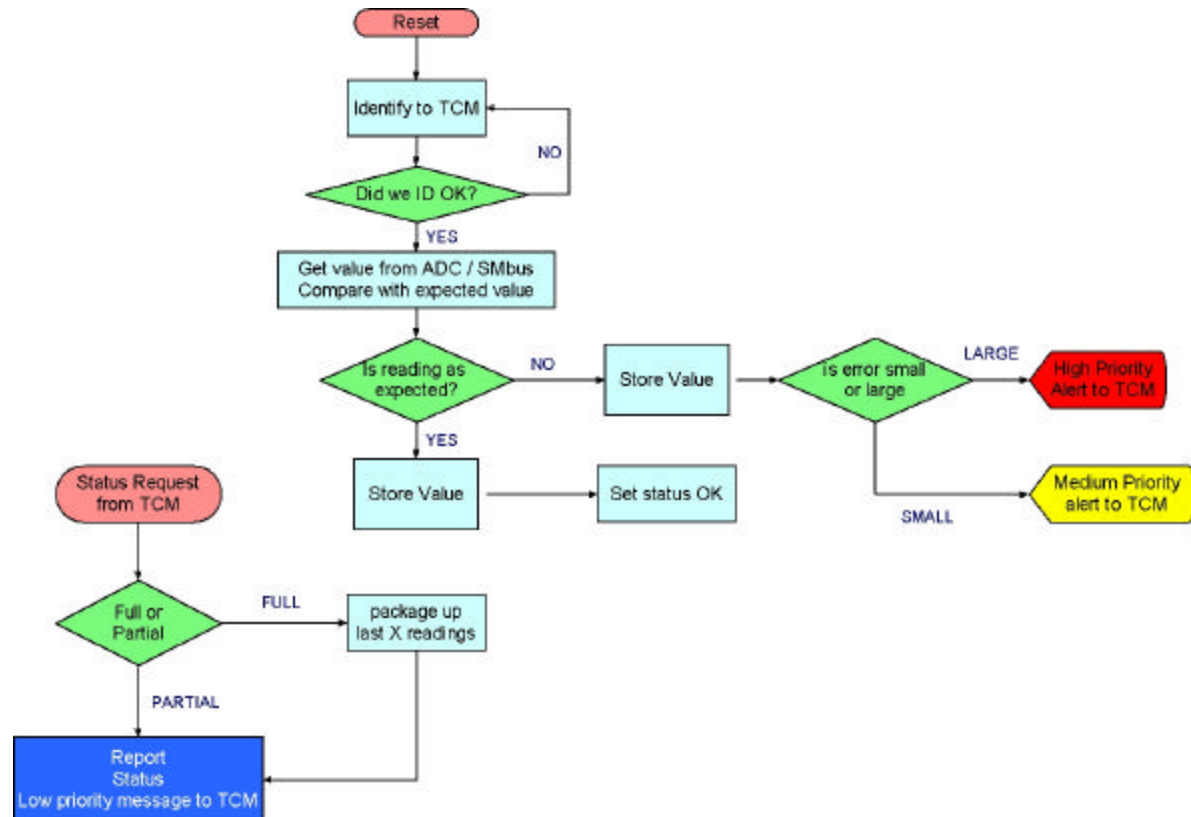 Reset
Identify to TCM
NO
Did we ID OK?
YES
Get value from ADC / SMbus
Compare with expected value
Is reading as
expected?
NO
Store Value
is error small
or large
LARGE
High Priority
Alert to TCM
YES
Store Value
Set status OK
SMALL
Medium Priority
alert to TCM
Status Request
from TCM
Full or
Partial
FULL
package up
last X readings
PARTIAL
Report
Status
Low priority message to TCM